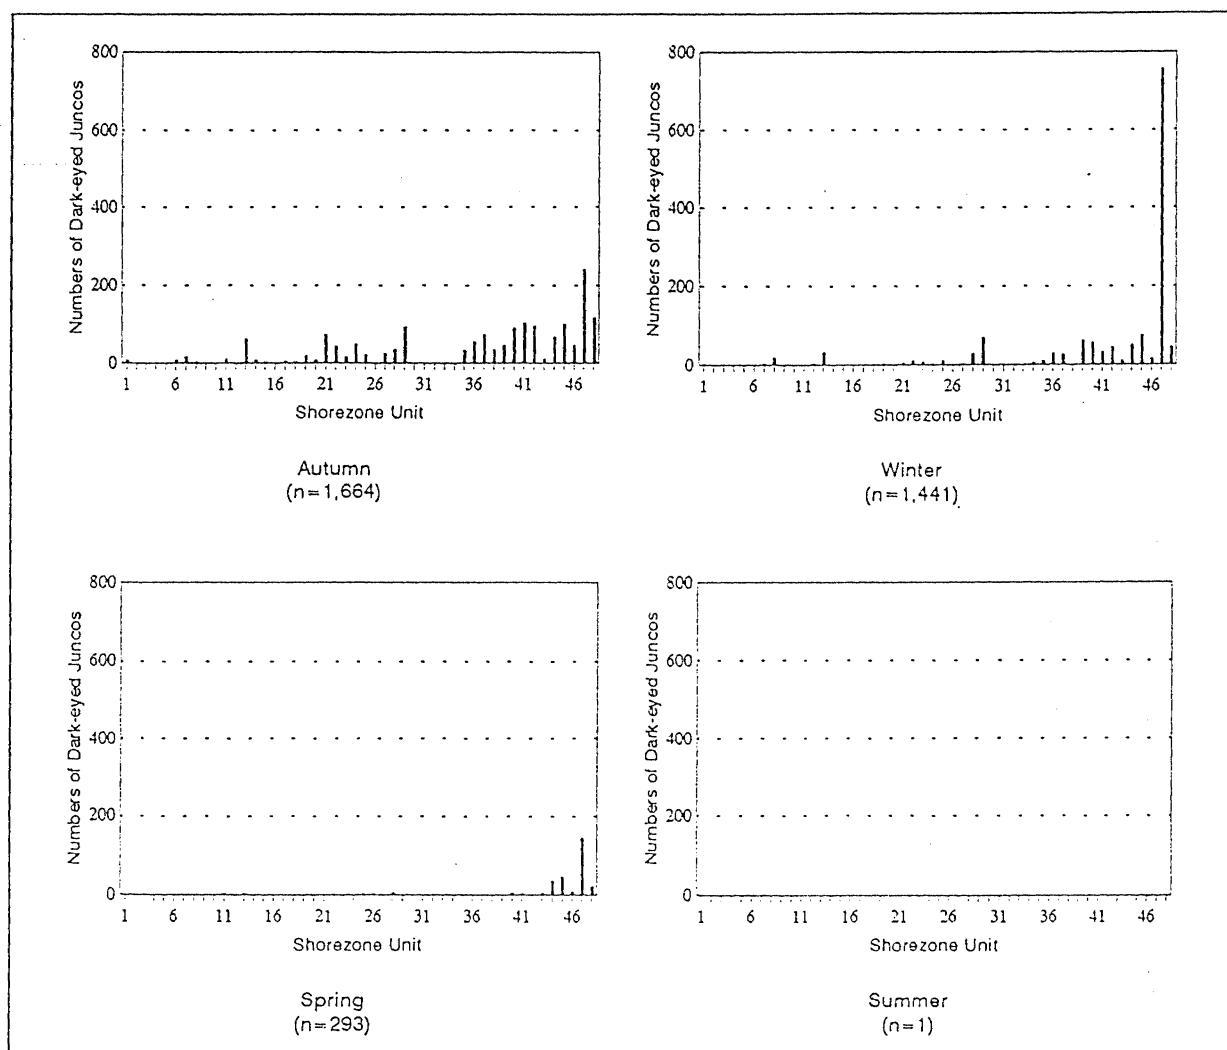 800
600
400
200
0
Numbers of Dark-eyed Juncos
1 6 11 16 21 26 31 36 41 46
Shorezone Unit
Autumn
(n=1,664)
800
600
400
200
0
Numbers of Dark-eyed Juncos
1 6 11 16 21 26 31 36 41 46
Shorezone Unit
Winter
(n=1,441)
800
600
400
200
0
Numbers of Dark-eyed Juncos
1 6 11 16 21 26 31 36 41 46
Shorezone Unit
Spring
(n=293)
800
600
400
200
0
Numbers of Dark-eyed Juncos
1 6 11 16 21 26 31 36 41 46
Shorezone Unit
Summer
(n=1)